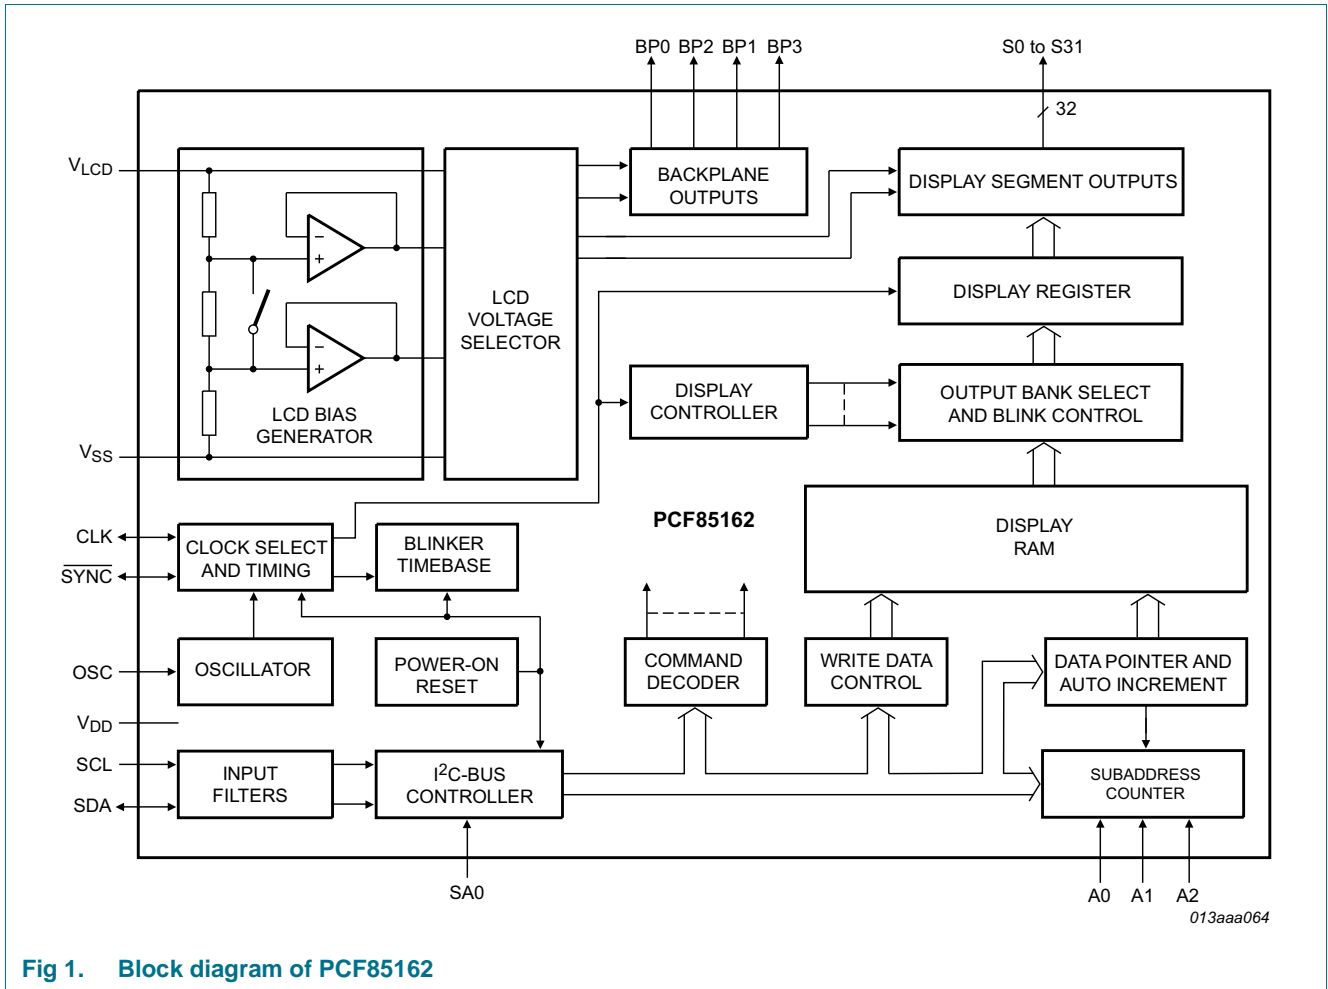 BP0 BP2 BP1 BP3
S0 to S31
32
VLCD
BACKPLANE
OUTPUTS
DISPLAY SEGMENT OUTPUTS
LCD
VOLTAGE
SELECTOR
DISPLAY REGISTER
LCD BIAS
GENERATOR
DISPLAY
CONTROLLER
OUTPUT BANK SELECT
AND BLINK CONTROL
VSS
PCF85162
DISPLAY
RAM
CLK
SYNC
CLOCK SELECT
AND TIMING
BLINKER
TIMEBASE
OSC
OSCILLATOR
POWER-ON
RESET
COMMAND
DECODER
WRITE DATA
CONTROL
DATA POINTER AND
AUTO INCREMENT
VDD
SCL
SDA
INPUT
FILTERS
I2C-BUS
CONTROLLER
SUBADDRESS
COUNTER
SA0
A0 A1 A2
013aaa064
Fig 1. Block diagram of PCF85162